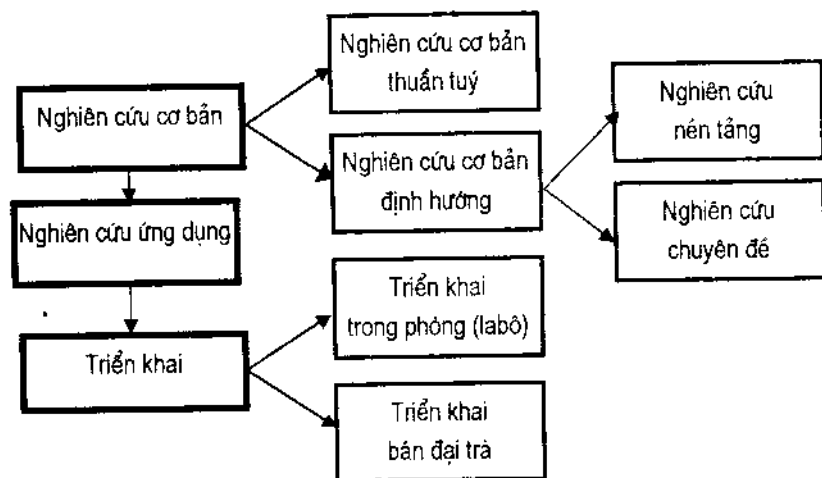 Nghiên cứu cơ bản
thuần tuý
Nghiên cứu cơ bản
Nghiên cứu
nén tảng
Nghiên cứu cơ bản
định hướng
Nghiên cứu ứng dụng
Nghiên cứu
chuyên đề
Triển khai
trong phòng (labô)
Triển khai
Triển khai
bán đại trà